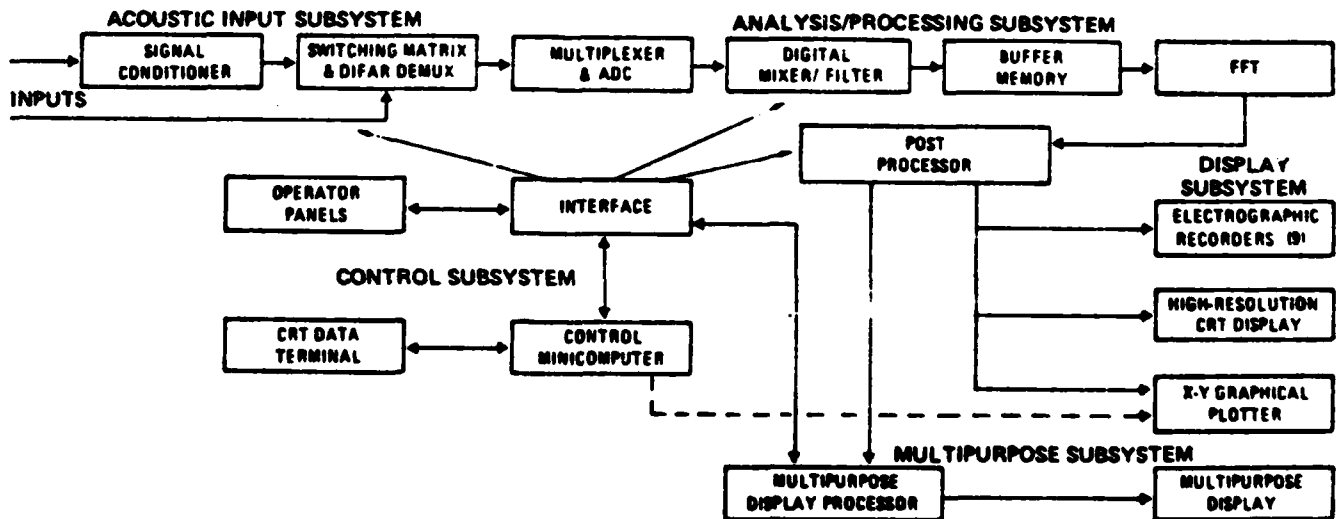 ACOUSTIC INPUT SUBSYSTEM
ANALYSIS/PROCESSING SUBSYSTEM
SIGNAL
CONDITIONER
SWITCHING MATRIX
& DIFAR DEMUX
MULTIPLEXER
& ADC
DIGITAL
MIXER/ FILTER
BUFFER
MEMORY
FFT
INPUTS
POST
PROCESSOR
DISPLAY
SUBSYSTEM
OPERATOR
PANELS
INTERFACE
ELECTROGRAPHIC
RECORDERS (9)
CONTROL SUBSYSTEM
HIGH-RESOLUTION
CRT DISPLAY
CRT DATA
TERMINAL
CONTROL
MINICOMPUTER
X-Y GRAPHICAL
PLOTTER
MULTIPURPOSE SUBSYSTEM
MULTIPURPOSE
DISPLAY PROCESSOR
MULTIPURPOSE
DISPLAY